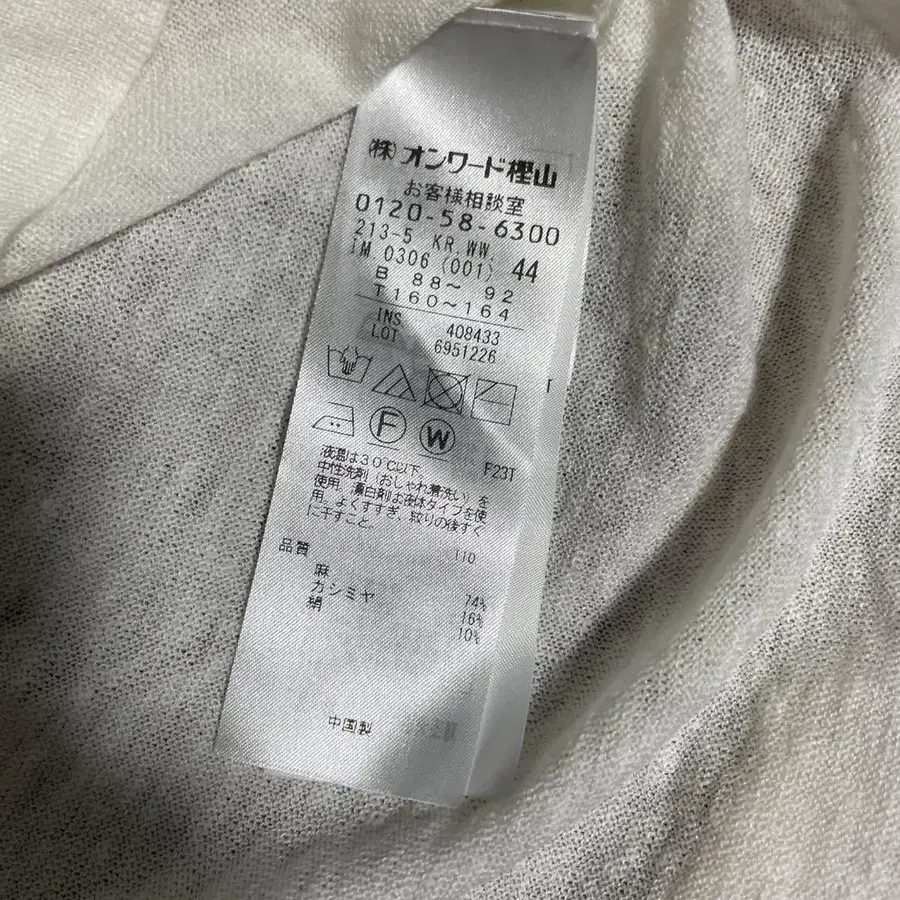 (株)オンワード樫山
お客様相談室
0120-58-6300
213-5 KR.WW.
IM 0306 (001) 44
B 88～ 92
T160～164
INS 408433
LOT 6951226
F W
F23T
液温は30℃以下、
中性洗剤（おしゃれ着洗い）を
使用 漂白剤は液体タイプを使
用。よくすすぎ、絞りの後すぐ
に干すこと。
110
品質
麻 74%
カシミヤ 16%
絹 10%
中国製